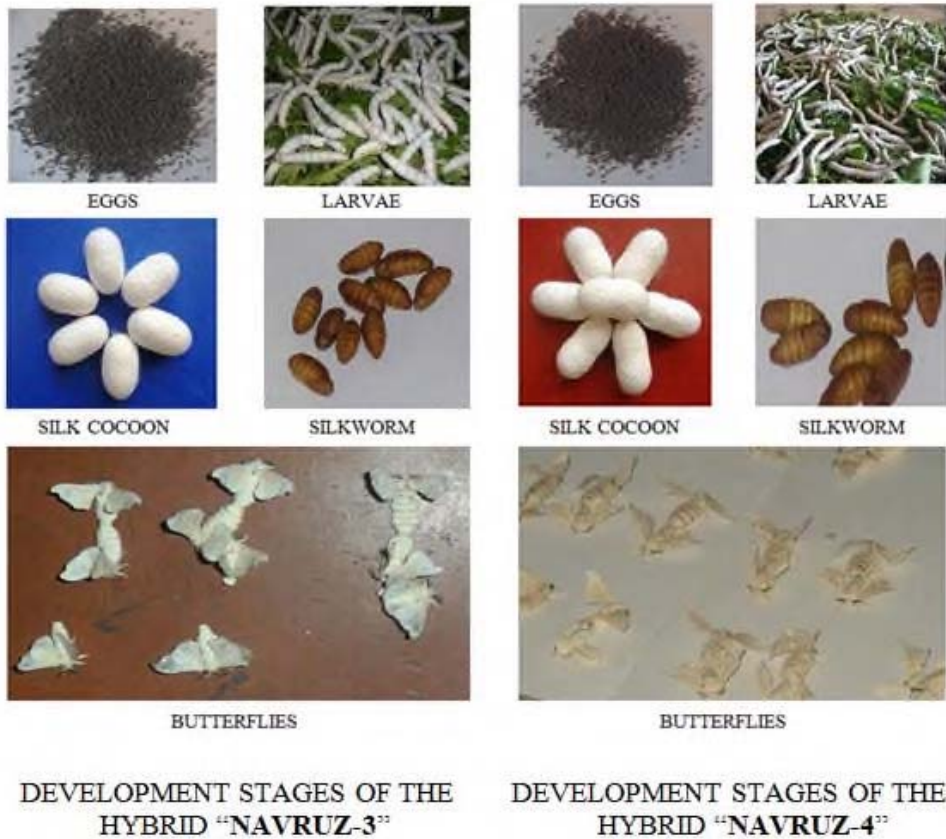 EGGS
LARVAE
EGGS
LARVAE
SILK COCOON
SILKWORM
SILK COCOON
SILKWORM
BUTTERFLIES
BUTTERFLIES
DEVELOPMENT STAGES OF THE
HYBRID “NAVRUZ-3”
DEVELOPMENT STAGES OF THE
HYBRID “NAVRUZ-4”